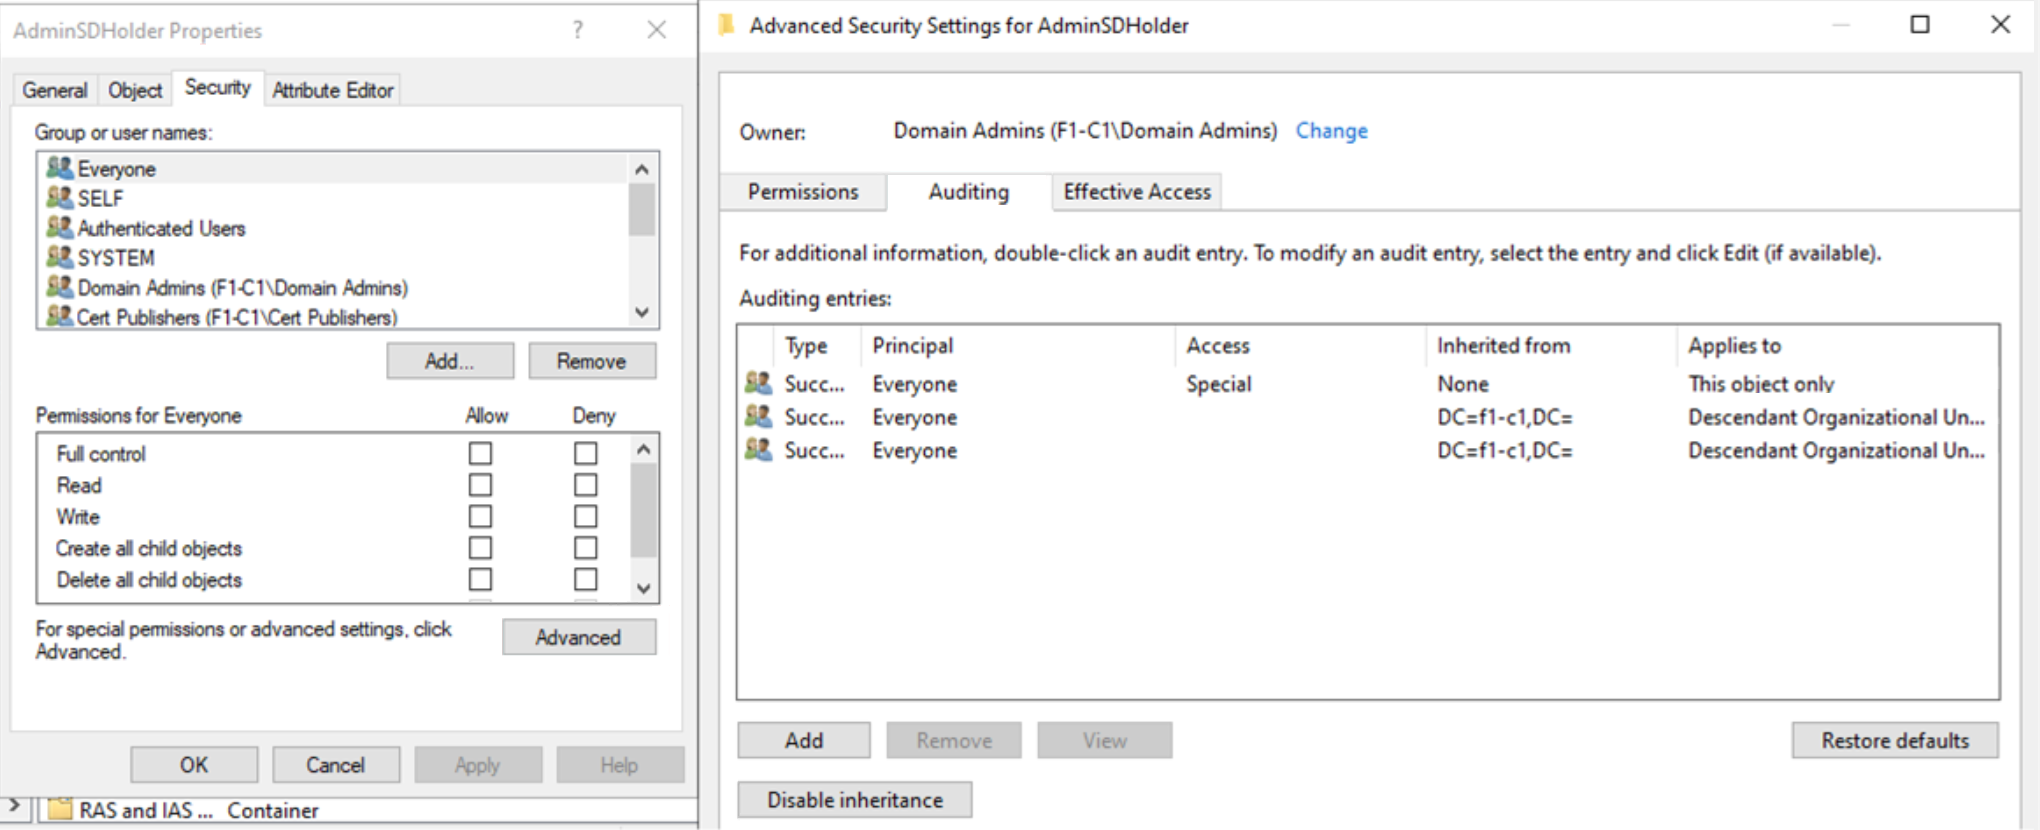 AdminSDHolder Properties
?
General Object Security Attribute Editor
Group or user names:
Everyone
SELF
Authenticated Users
SYSTEM
Domain Admins (F1-C1\Domain Admins)
Cert Publishers (F1-C1\Cert Publishers)
Add... Remove
Permissions for Everyone Allow Deny
Full control
Read
Write
Create all child objects
Delete all child objects
For special permissions or advanced settings, click
Advanced.
Advanced
OK Cancel Apply Help
RAS and IAS ... Container
Advanced Security Settings for AdminSDHolder
Owner: Domain Admins (F1-C1\Domain Admins) Change
Permissions Auditing Effective Access
For additional information, double-click an audit entry. To modify an audit entry, select the entry and click Edit (if available).
Auditing entries:
Type Principal Access Inherited from Applies to
Succ... Everyone Special None This object only
Succ... Everyone DC=f1-c1,DC= Descendant Organizational Un...
Succ... Everyone DC=f1-c1,DC= Descendant Organizational Un...
Add Remove View Restore defaults
Disable inheritance